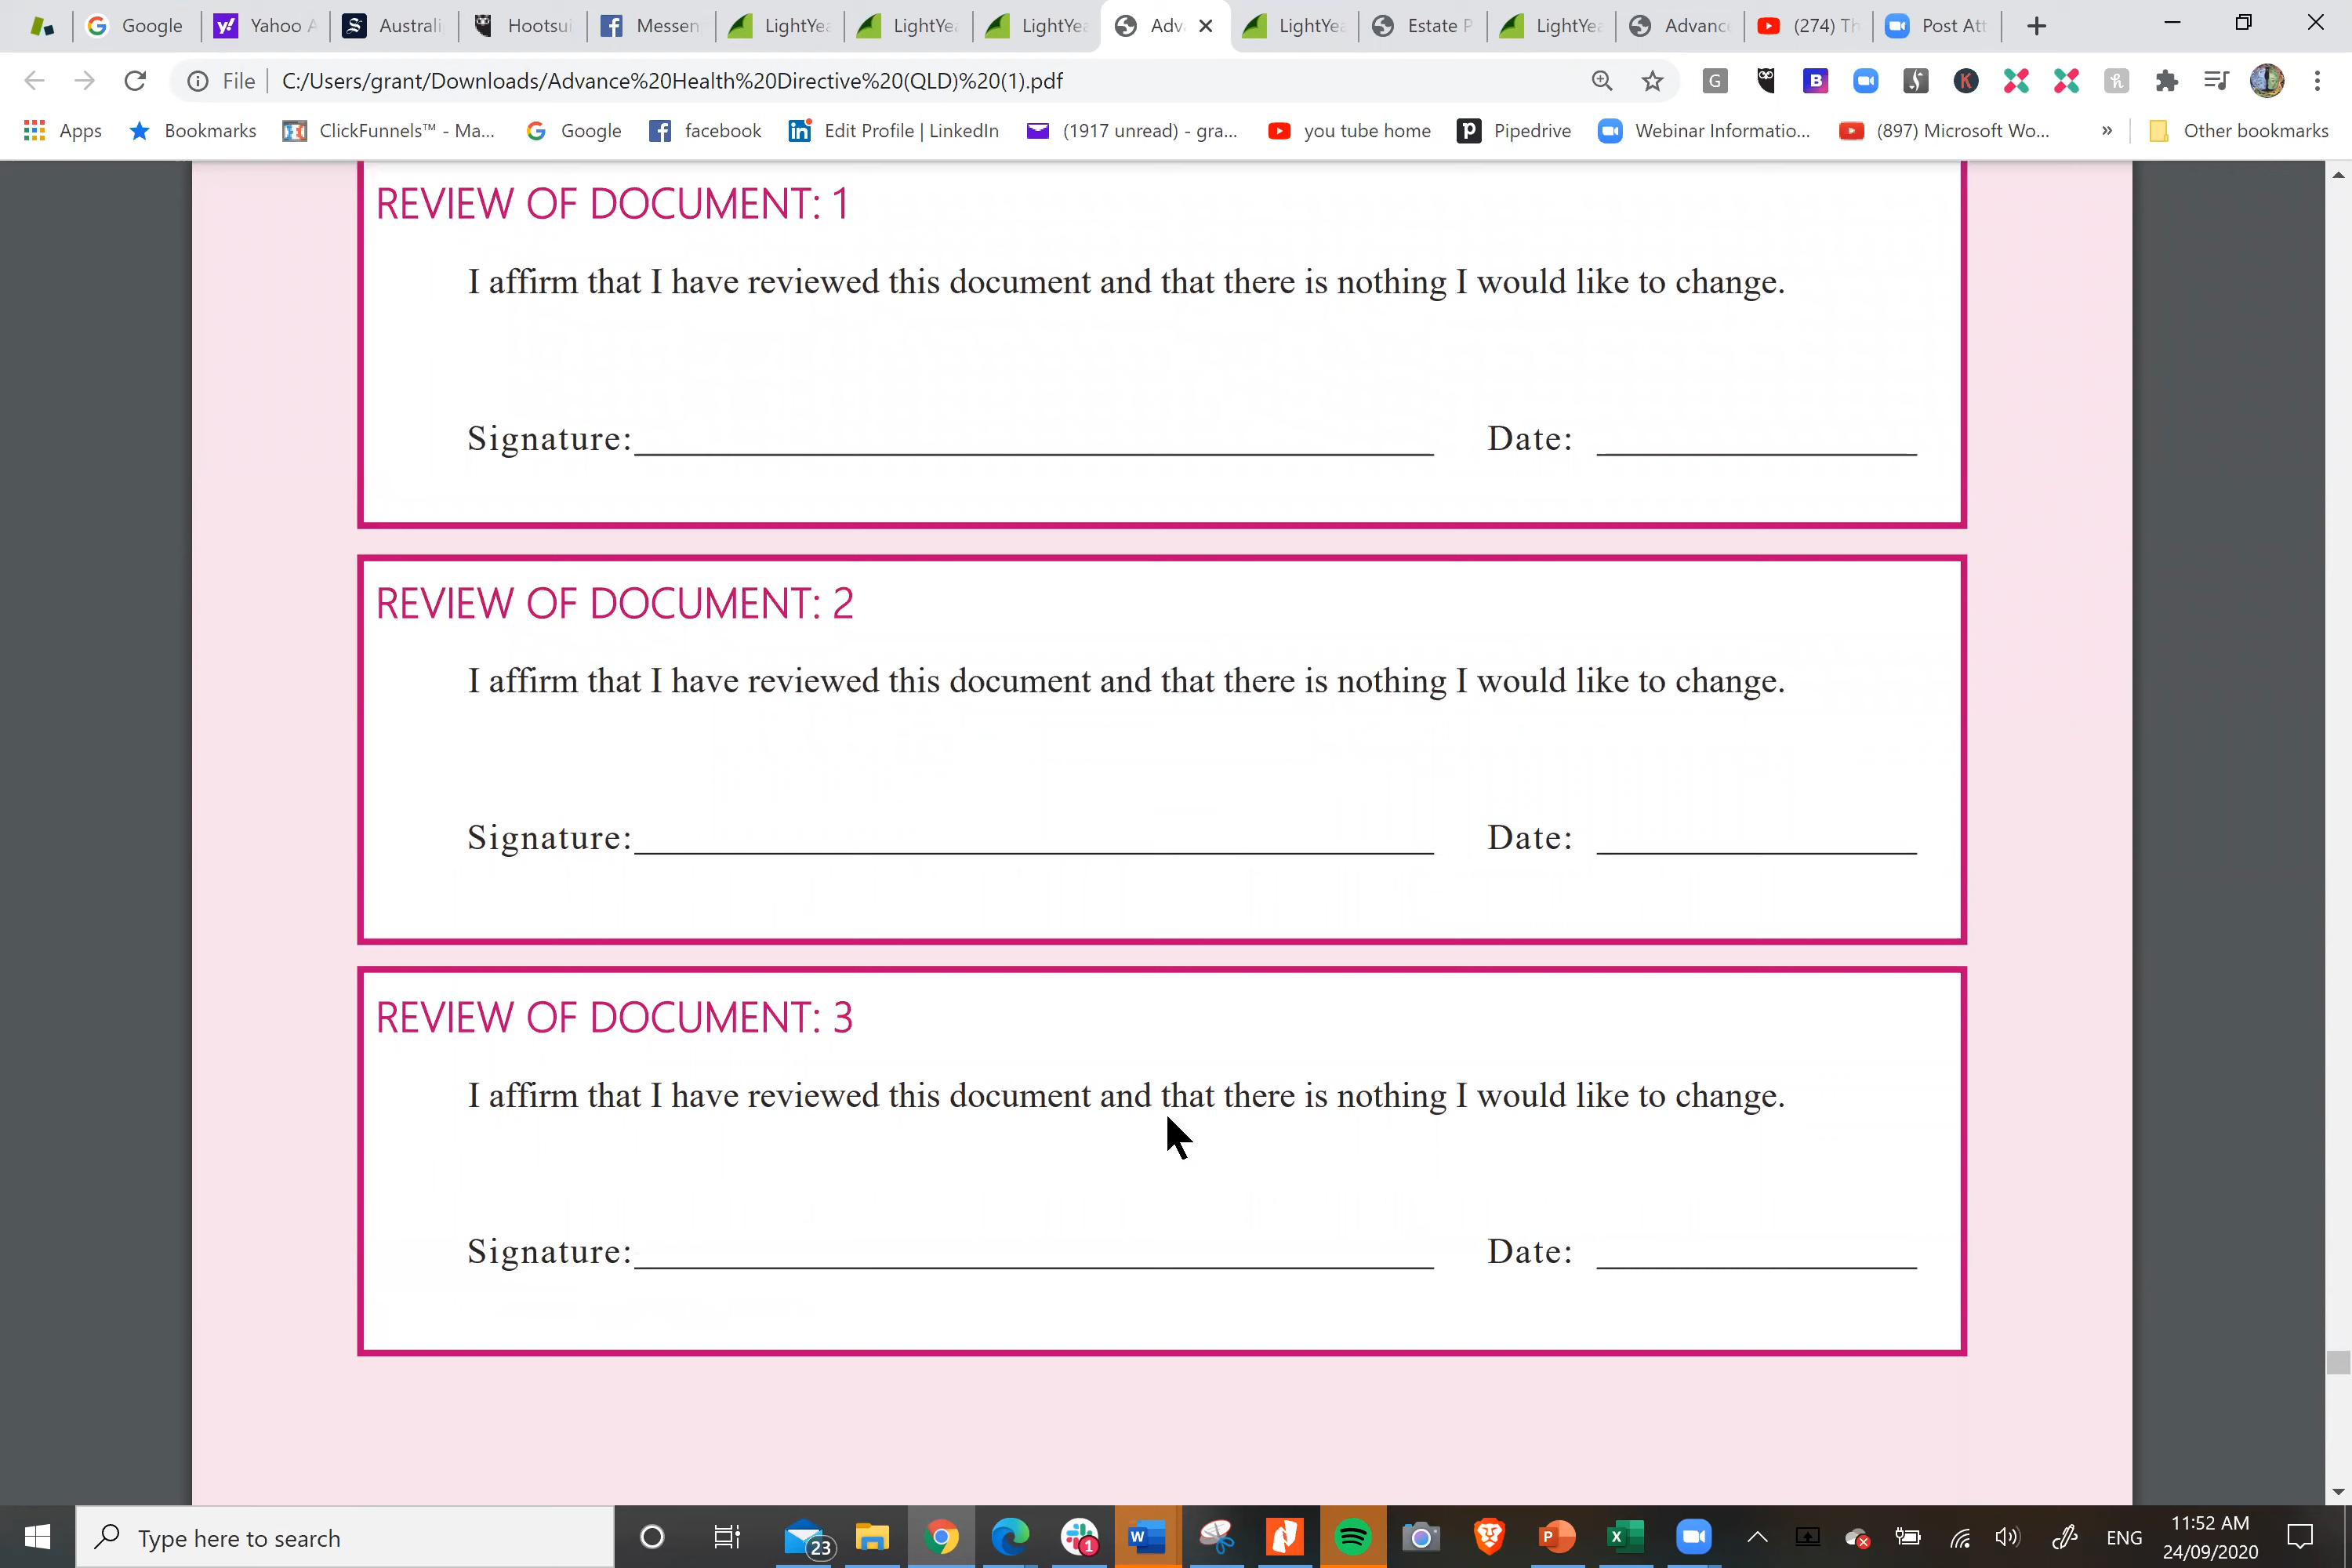 Google
Yahoo A
Australi
Hootsui
Messen
LightYea
LightYea
LightYea
Adv
LightYea
Estate P
LightYea
Advanc
(274) Th
Post Att
File
C:/Users/grant/Downloads/Advance%20Health%20Directive%20(QLD)%20(1).pdf
Apps
Bookmarks
ClickFunnels™ - Ma...
Google
facebook
Edit Profile | LinkedIn
(1917 unread) - gra...
you tube home
Pipedrive
Webinar Informatio...
(897) Microsoft Wo...
»
Other bookmarks
REVIEW OF DOCUMENT: 1
I affirm that I have reviewed this document and that there is nothing I would like to change.
Signature: Date:
REVIEW OF DOCUMENT: 2
I affirm that I have reviewed this document and that there is nothing I would like to change.
Signature: Date:
REVIEW OF DOCUMENT: 3
I affirm that I have reviewed this document and that there is nothing I would like to change.
Signature: Date:
Type here to search
23
1
ENG
11:52 AM
24/09/2020